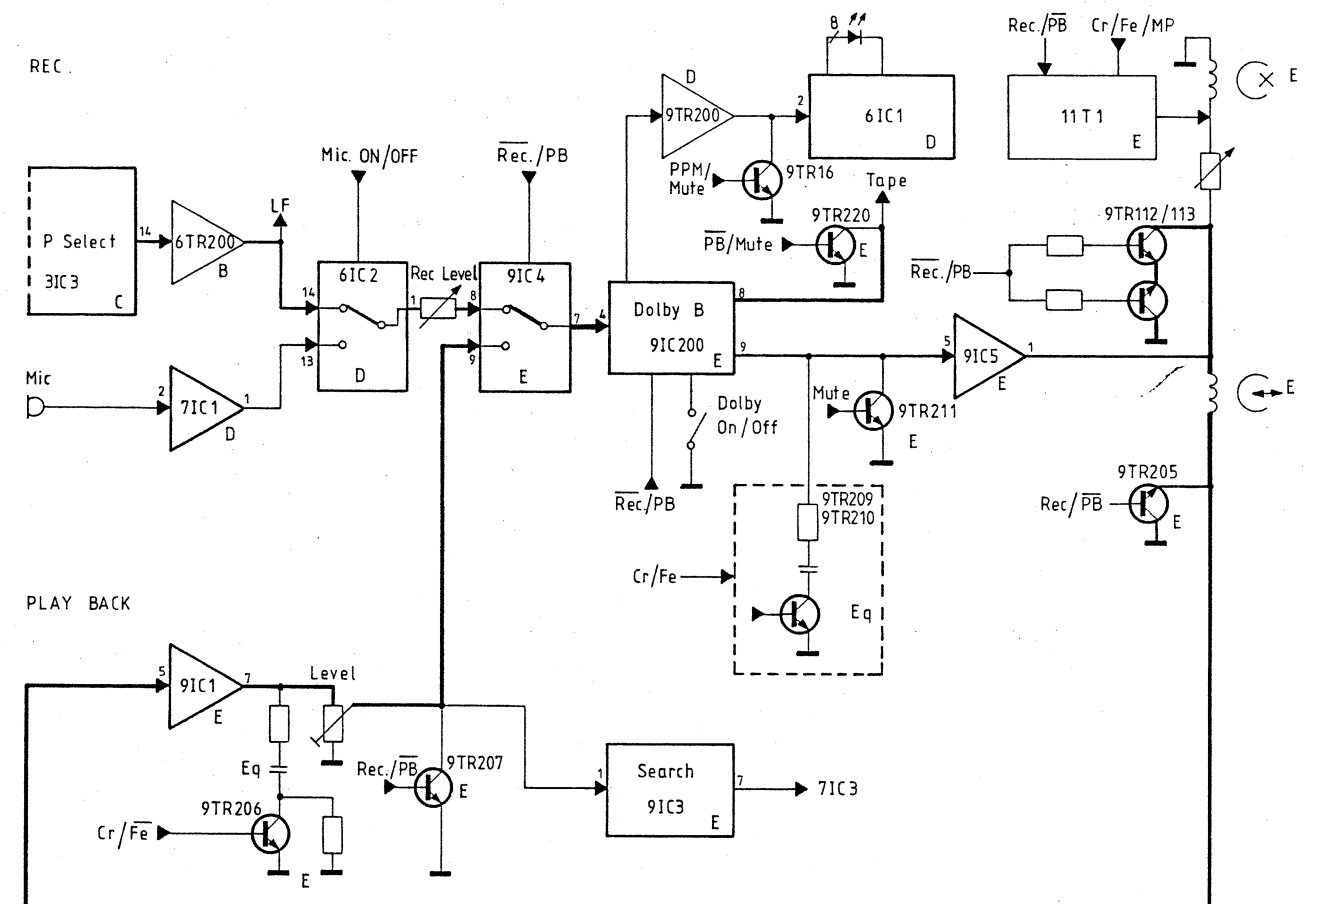 REC.
B
Rec./PB
Cr/Fe/MP
D
9TR200
2
6IC1
D
11T1
E
E
Mic. ON/OFF
Rec./PB
PPM/
Mute
9TR16
Tape
P Select
3IC3
C
14
6TR200
B
LF
9TR220
PB/Mute
E
9TR112/113
Rec./PB
6IC2
14
13
1
D
Rec Level
8
9
9IC4
7
E
4
Dolby B
9IC200
E
8
9
5
9IC5
1
E
E
Mic
2
7IC1
1
D
Dolby
On/Off
Mute
9TR211
E
Rec./PB
9TR205
Rec/PB
E
9TR209
9TR210
Cr/Fe
Eq
PLAY BACK
5
9IC1
7
E
Level
Eq
Rec./PB
9TR207
E
1
Search
9IC3
E
7
7IC3
9TR206
Cr/Fe
E